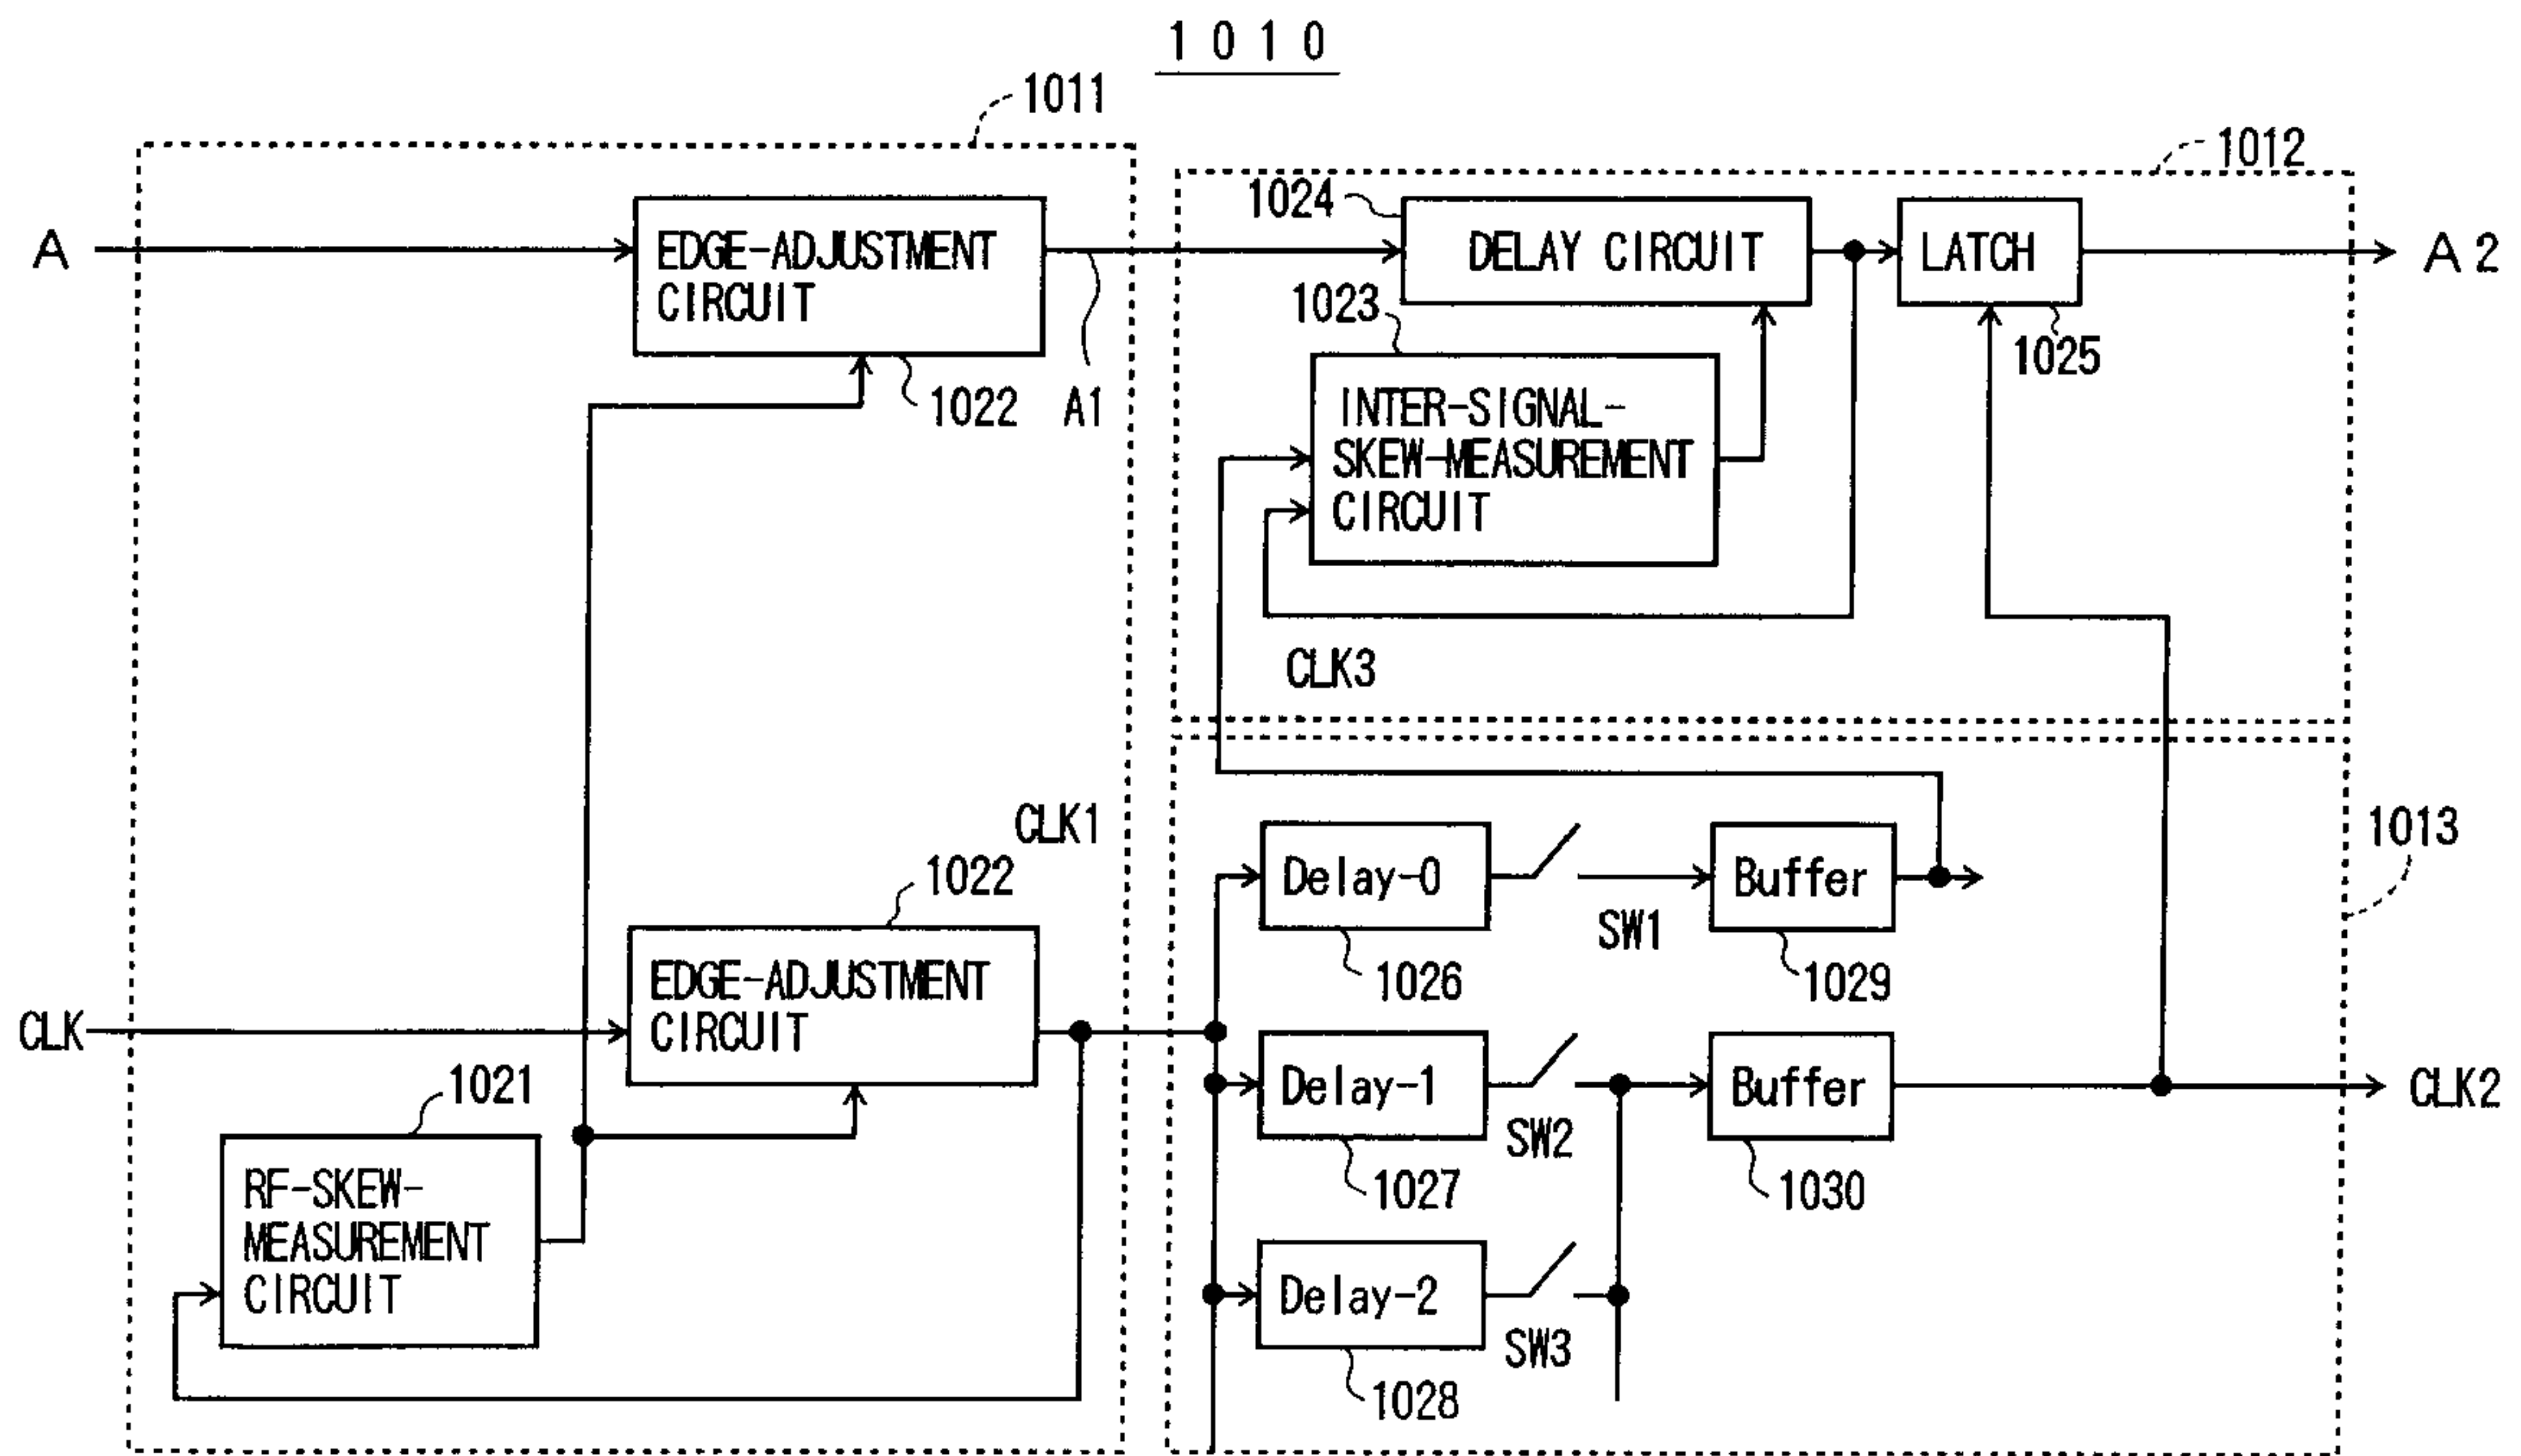 1010
1011
1012
1024
A
EDGE-ADJUSTMENT
CIRCUIT
DELAY CIRCUIT
LATCH
A2
1023
1025
1022
A1
INTER-SIGNAL-
SKEW-MEASUREMENT
CIRCUIT
CLK3
CLK1
1013
1022
Delay-0
Buffer
SW1
1026
1029
EDGE-ADJUSTMENT
CIRCUIT
CLK
1021
Delay-1
Buffer
CLK2
SW2
1027
1030
RF-SKEW-
MEASUREMENT
CIRCUIT
Delay-2
SW3
1028